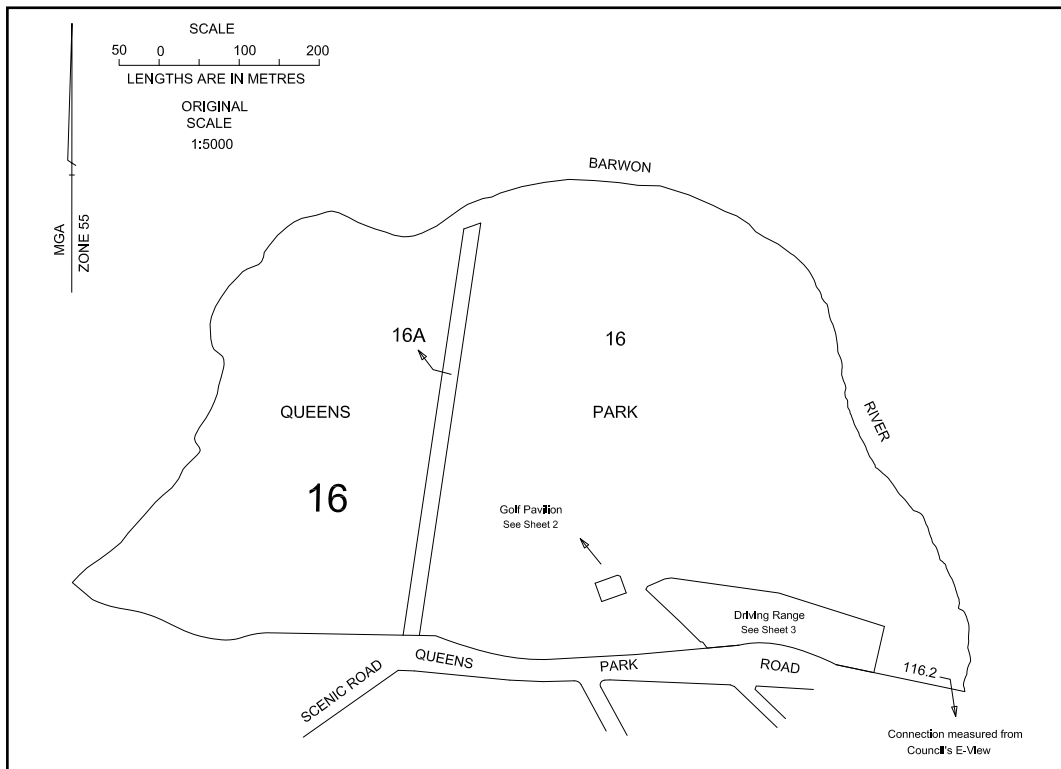 SCALE
50 0 100 200
LENGTHS ARE IN METRES
ORIGINAL
SCALE
1:5000
MGA
ZONE 55
BARWON
16A
16
QUEENS
PARK
RIVER
16
Golf Pavilion
See Sheet 2
Driving Range
See Sheet 3
QUEENS
PARK
ROAD
116.2
SCENIC ROAD
Connection measured from
Council's E-View